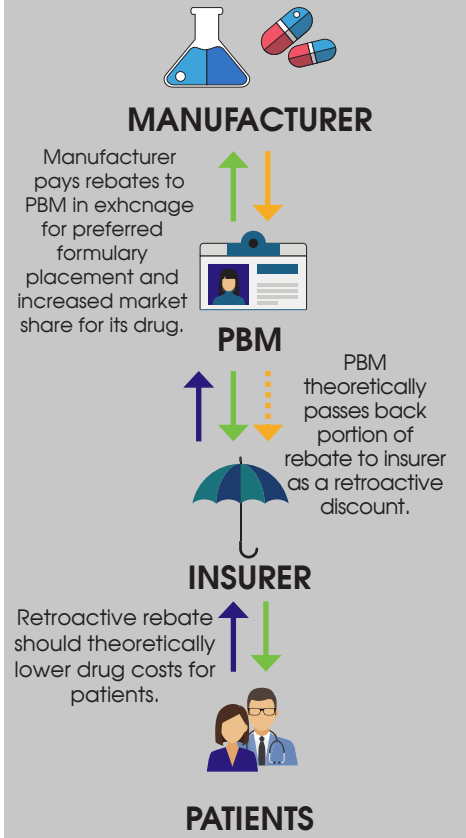 MANUFACTURER
Manufacturer
pays rebates to
PBM in exhcnage
for preferred
formulary
placement and
increased market
share for its drug.
PBM
PBM
theoretically
passes back
portion of
rebate to insurer
as a retroactive
discount.
INSURER
Retroactive rebate
should theoretically
lower drug costs for
patients.
PATIENTS